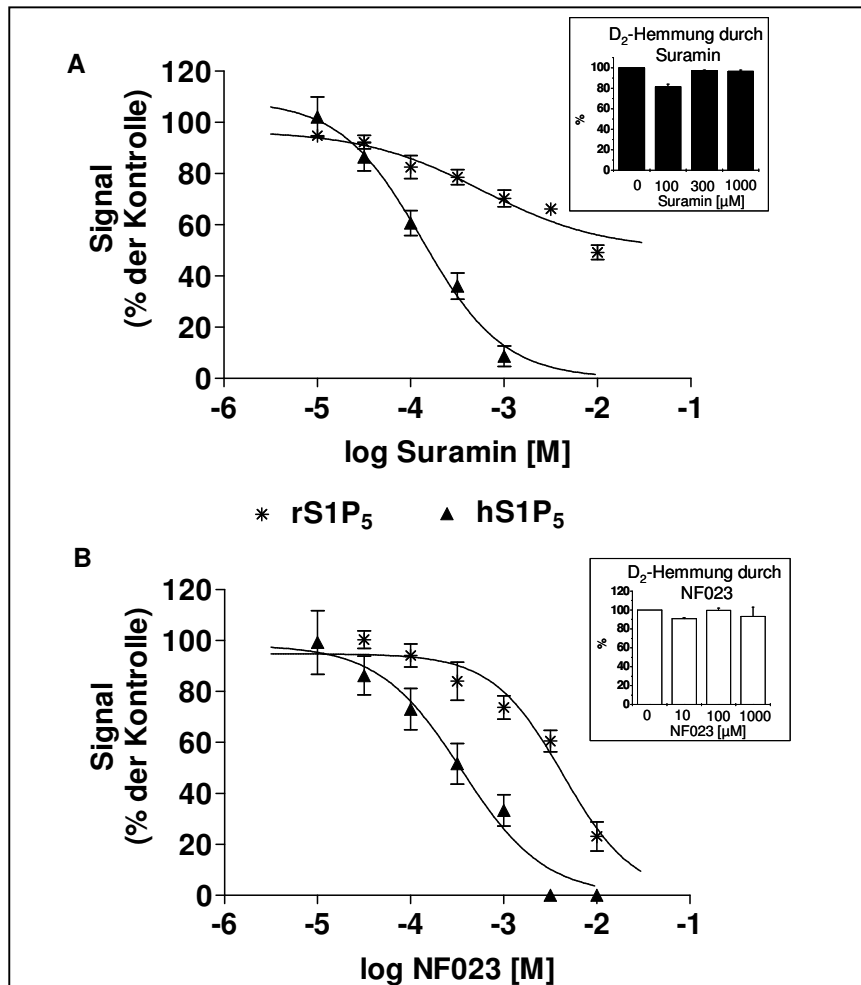 A
D₂-Hemmung durch
Suramin
120
100
80
60
40
20
0
Signal
(% der Kontrolle)
-6 -5 -4 -3 -2 -1
log Suramin [M]
100
80
60
40
20
0
%
0 100 300 1000
Suramin [µM]
rS1P₅ hS1P₅
B
D₂-Hemmung durch
NF023
120
100
80
60
40
20
0
Signal
(% der Kontrolle)
-6 -5 -4 -3 -2 -1
log NF023 [M]
120
100
80
60
40
20
0
%
0 10 100 1000
NF023 [µM]